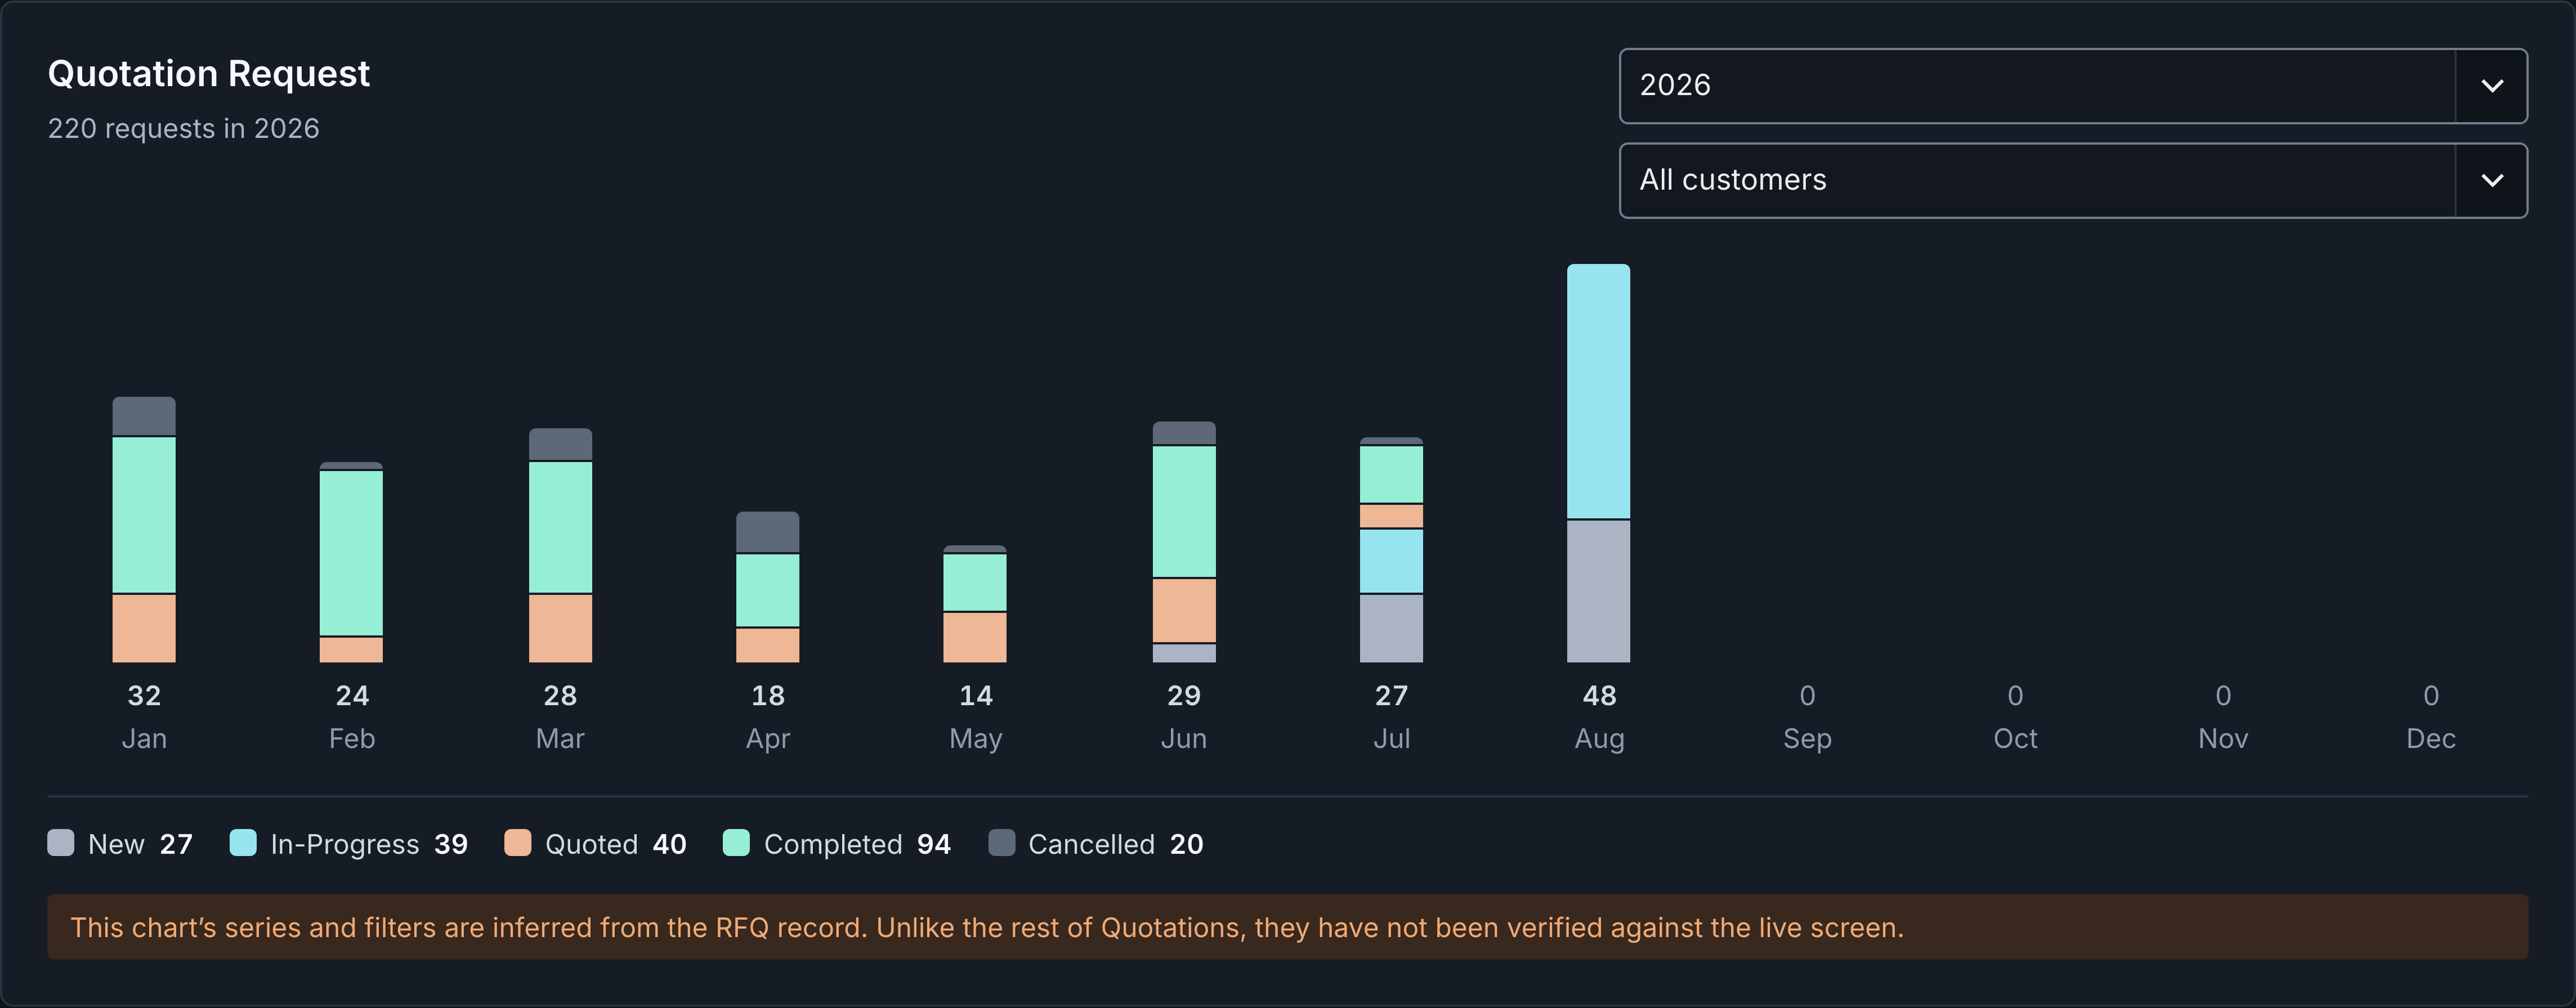 Quotation Request
220 requests in 2026
2026
All customers
32 24 28 18 14 29 27 48 0 0 0 0
Jan Feb Mar Apr May Jun Jul Aug Sep Oct Nov Dec
New 27 In-Progress 39 Quoted 40 Completed 94 Cancelled 20
This chart’s series and filters are inferred from the RFQ record. Unlike the rest of Quotations, they have not been verified against the live screen.